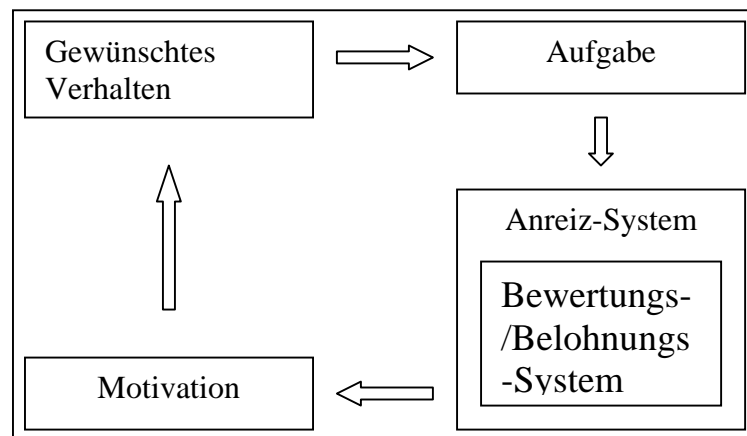 Gewünschtes
Verhalten
Aufgabe
Anreiz-System
Bewertungs-
/Belohnungs
-System
Motivation